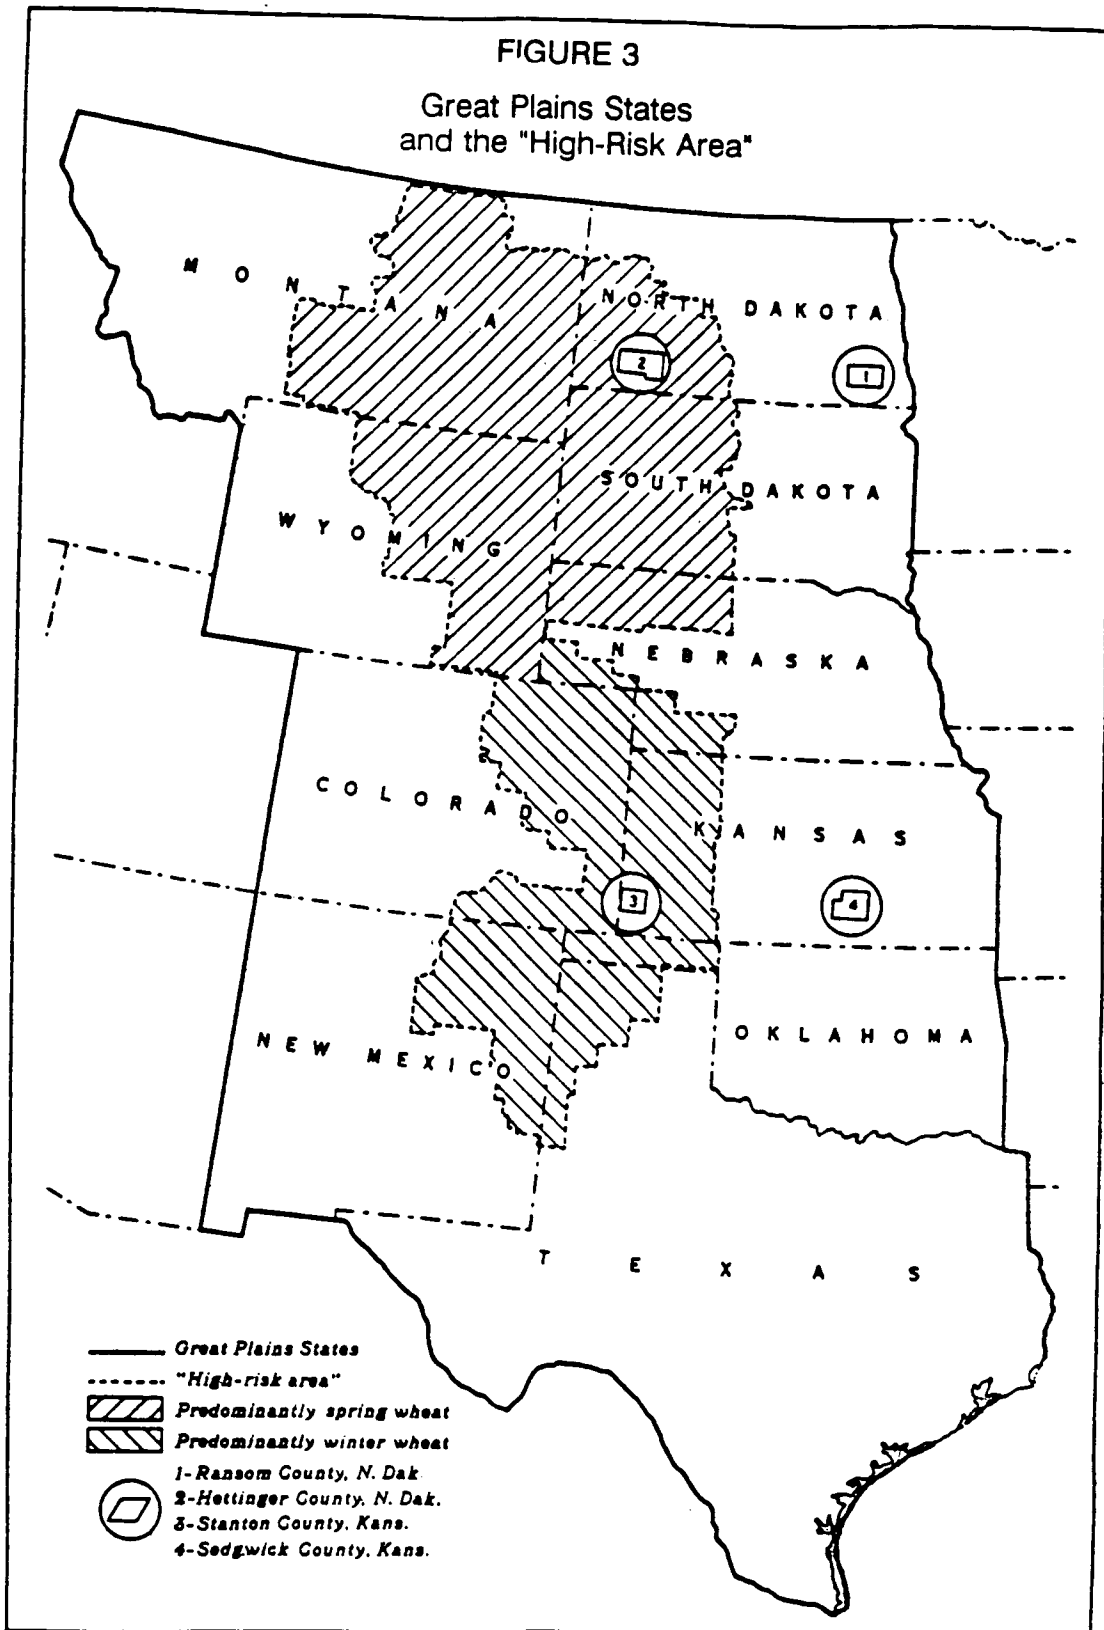 FIGURE 3
Great Plains States
and the "High-Risk Area"
MONTANA
NORTH DAKOTA
2
1
SOUTH DAKOTA
WYOMING
NEBRASKA
COLORADO
KANSAS
3
4
OKLAHOMA
NEW MEXICO
TEXAS
Great Plains States
"High-risk area"
Predominantly spring wheat
Predominantly winter wheat
1-Ransom County, N. Dak
2-Hettinger County, N. Dak.
3-Stanton County, Kans.
4-Sedgwick County, Kans.